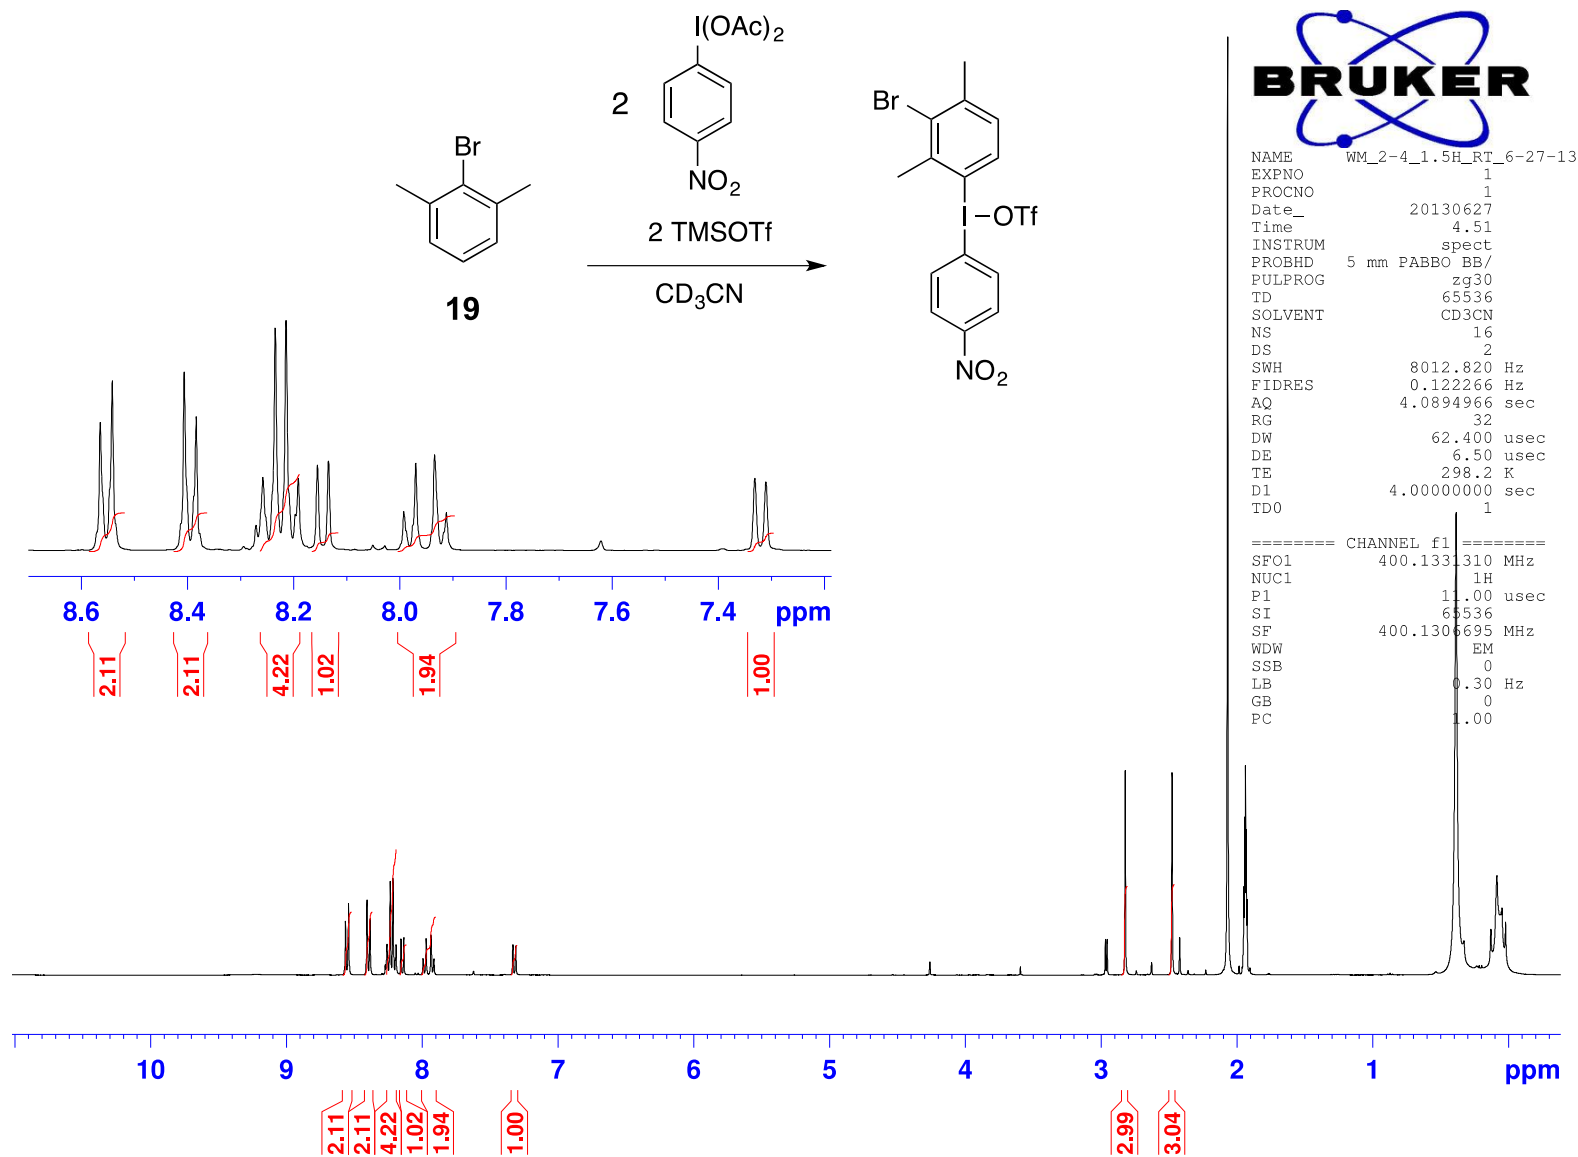 I(OAc)2
2
NO2
Br
19
2 TMSOTf
CD3CN
Br
I
OTf
NO2
BRUKER
NAME WM_2-4_1.5H_RT_6-27-13
EXPNO 1
PROCNO 1
Date_ 20130627
Time 4.51
INSTRUM spect
PROBHD 5 mm PABBO BB/
PULPROG zg30
TD 65536
SOLVENT CD3CN
NS 16
DS 2
SWH 8012.820 Hz
FIDRES 0.122266 Hz
AQ 4.0894966 sec
RG 32
DW 62.400 usec
DE 6.50 usec
TE 298.2 K
D1 4.00000000 sec
TD0 1
======== CHANNEL f1 ========
SFO1 400.1331310 MHz
NUC1 1H
P1 11.00 usec
SI 65536
SF 400.1306695 MHz
WDW EM
SSB 0
LB 0.30 Hz
GB 0
PC 1.00
8.6 8.4 8.2 8.0 7.8 7.6 7.4 ppm
2.11 2.11 4.22 1.02 1.94 1.00
10 9 8 7 6 5 4 3 2 1 ppm
2.11 2.11 4.22 1.02 1.94 1.00 2.99 3.04